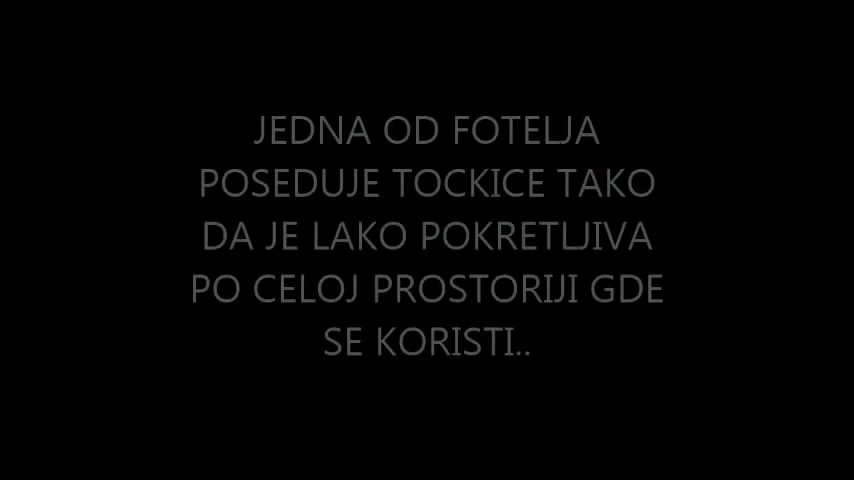 JEDNA OD FOTELJA
POSEDUJE TOCKICE TAKO
DA JE LAKO POKRETLJIVA
PO CELOJ PROSTORIJI GDE
SE KORISTI..